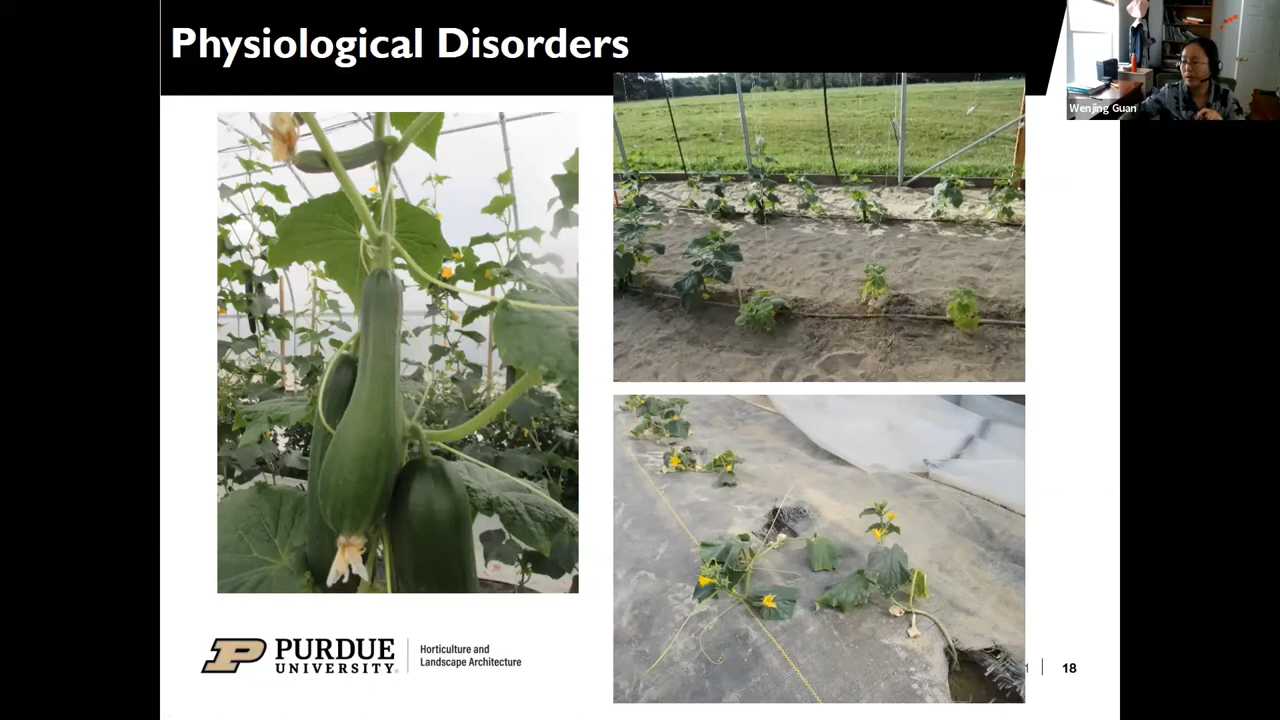 Physiological Disorders
Wenjing Guan
PURDUE
UNIVERSITY
Horticulture and
Landscape Architecture
18